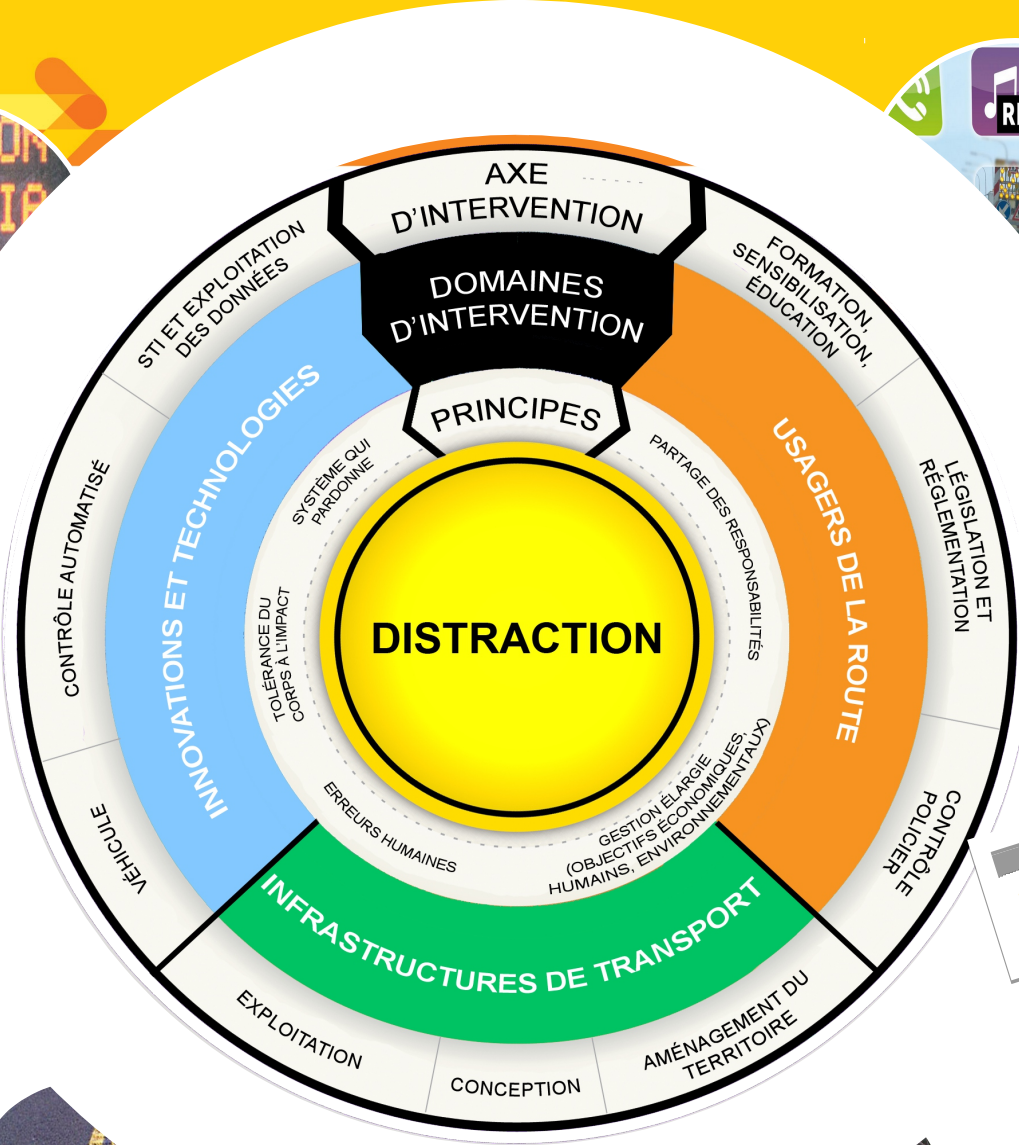 AXE
D'INTERVENTION
DOMAINES
D'INTERVENTION
PRINCIPES
DISTRACTION
STI ET EXPLOITATION
DES DONNÉES
CONTRÔLE AUTOMATISÉ
VÉHICULE
INNOVATIONS ET TECHNOLOGIES
FORMATION,
SENSIBILISATION,
ÉDUCATION
LÉGISLATION ET
RÉGLEMENTATION
CONTRÔLE
POLICIER
USAGERS DE LA ROUTE
SYSTÈME QUI
PARDONNE
TOLÉRANCE DU
CORPS À L'IMPACT
ERREURS HUMAINES
PARTAGE DES RESPONSABILITÉS
GESTION ÉLARGIE
(OBJECTIFS ÉCONOMIQUES,
HUMAINS, ENVIRONNEMENTAUX)
INFRASTRUCTURES DE TRANSPORT
EXPLOITATION
CONCEPTION
AMÉNAGEMENT DU
TERRITOIRE